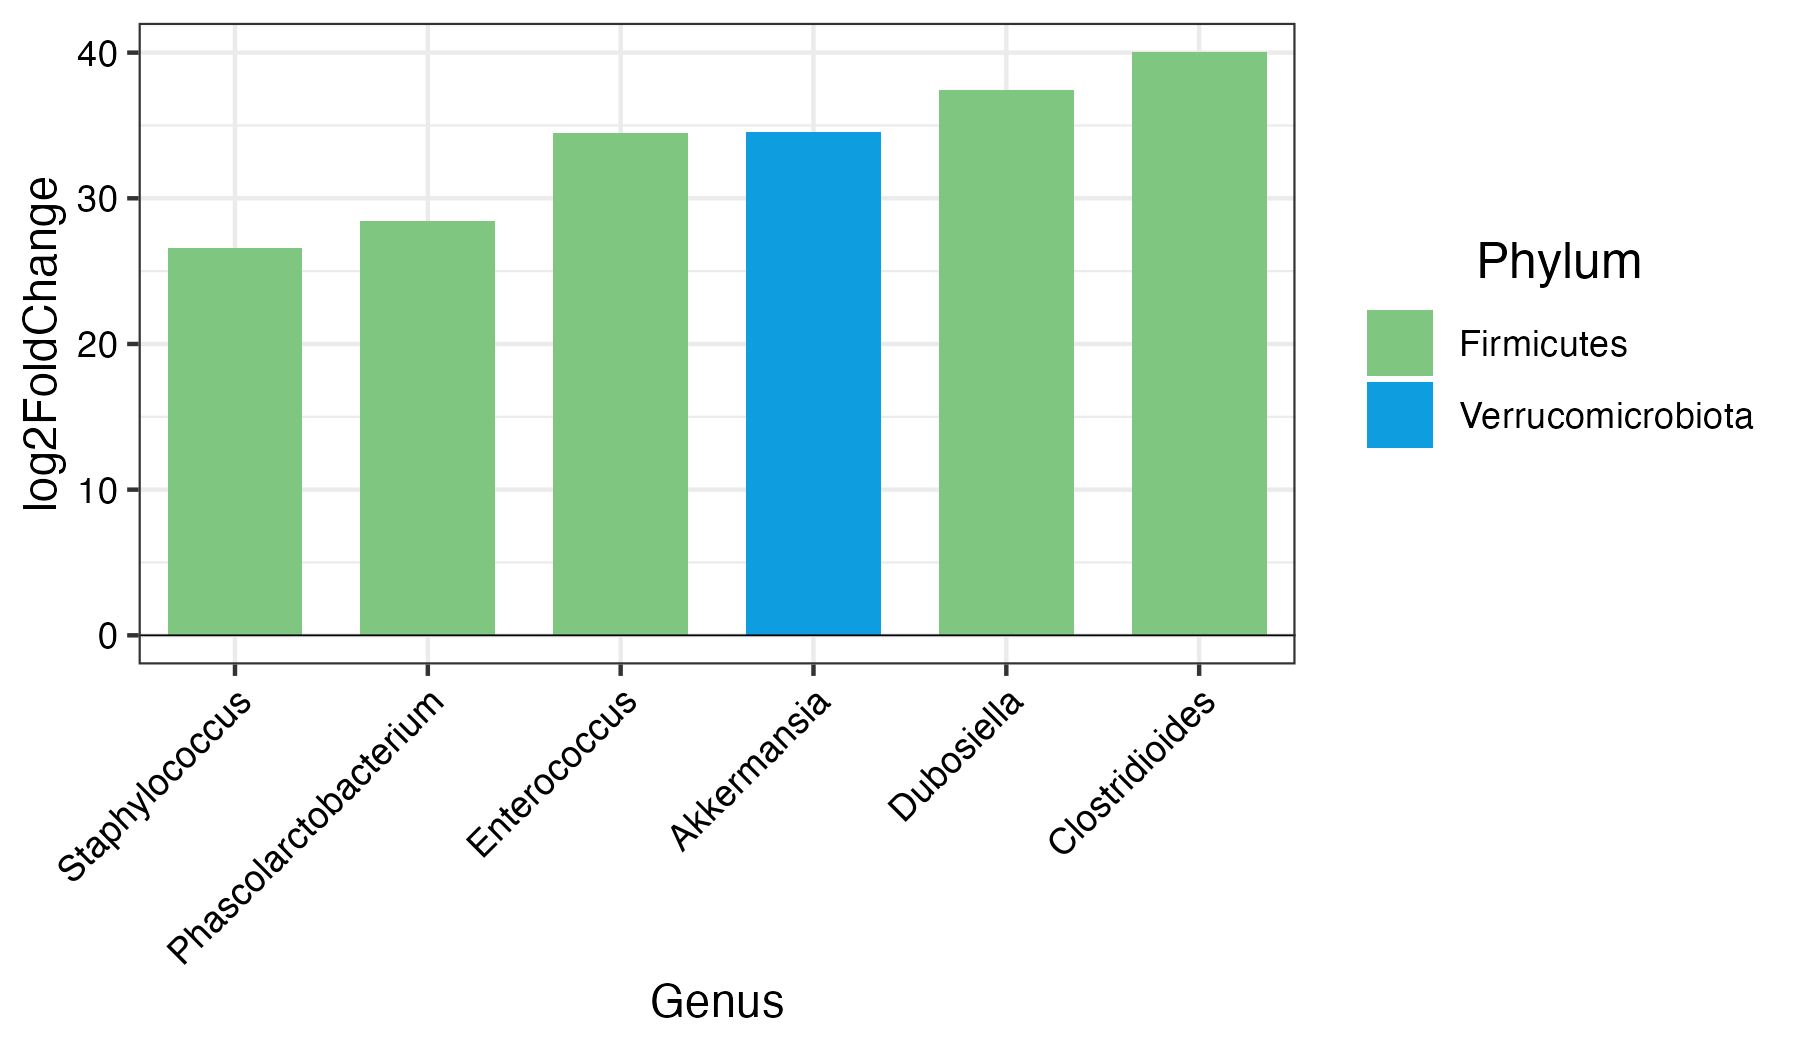 log2FoldChange
40
30
20
10
0
Staphylococcus
Phascolarctobacterium
Enterococcus
Akkermansia
Dubosiella
Clostridioides
Genus
Phylum
Firmicutes
Verrucomicrobiota